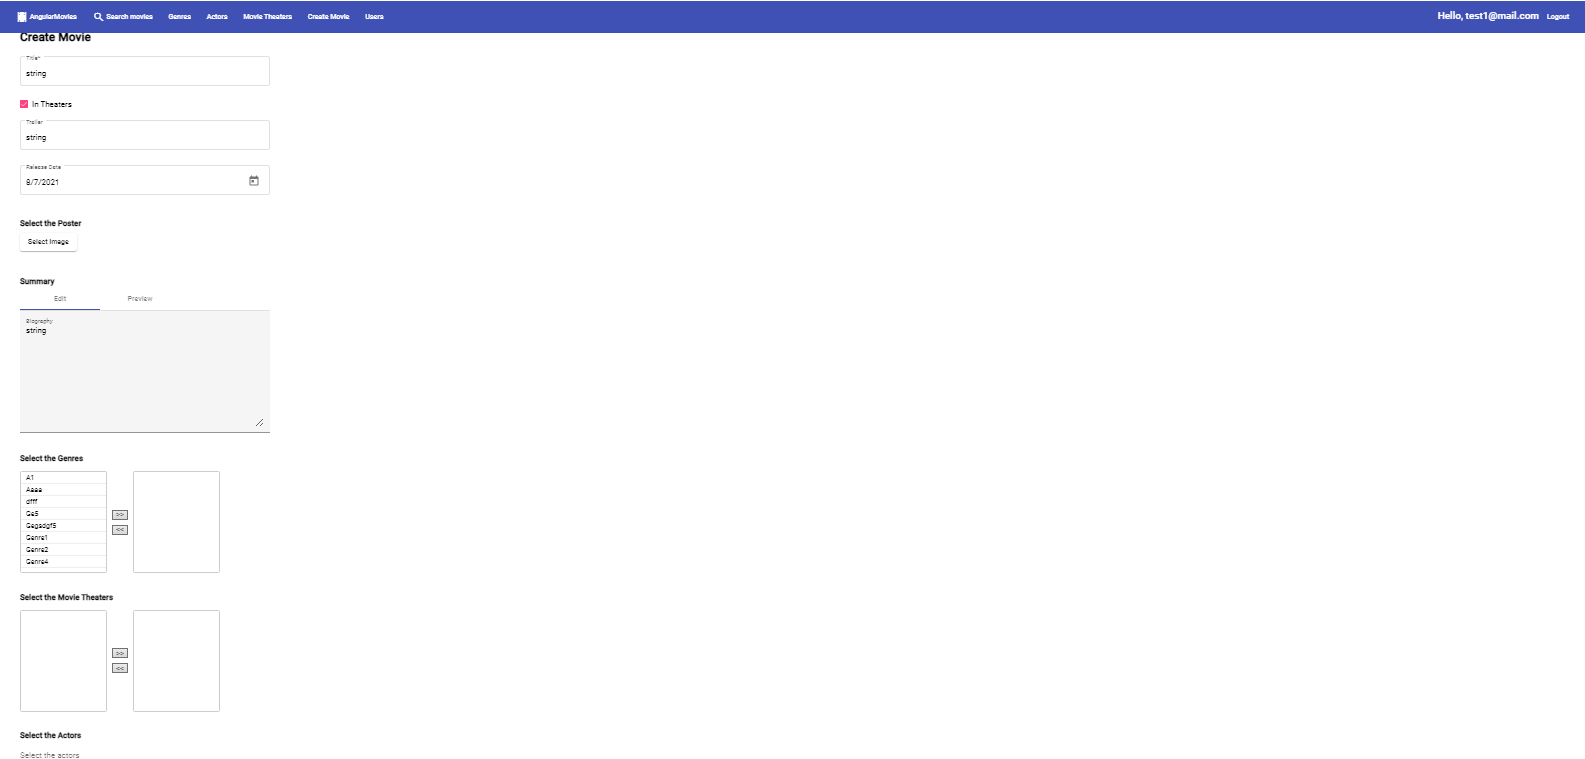 AngularMovies Search movies Genres Actors Movie Theaters Create Movie Users Hello, test1@mail.com Logout
Create Movie
Title*
string
In Theaters
Trailer
string
Release Date
8/7/2021
Select the Poster
Select Image
Summary
Edit Preview
Biography
string
Select the Genres
A1
Aaaa
dfff
Ge5
Gegsdgf5
Genre1
Genre2
Genre4
>>
<<
Select the Movie Theaters
>>
<<
Select the Actors
Select the actors